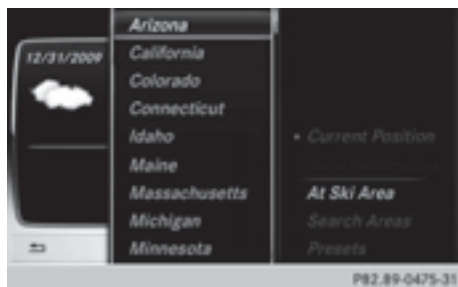 12/31/2009
Arizona
California
Colorado
Connecticut
Idaho
Maine
Massachusetts
Michigan
Minnesota
• Current Position
At Ski Area
Search Areas
Presets
P82.89-0475-31